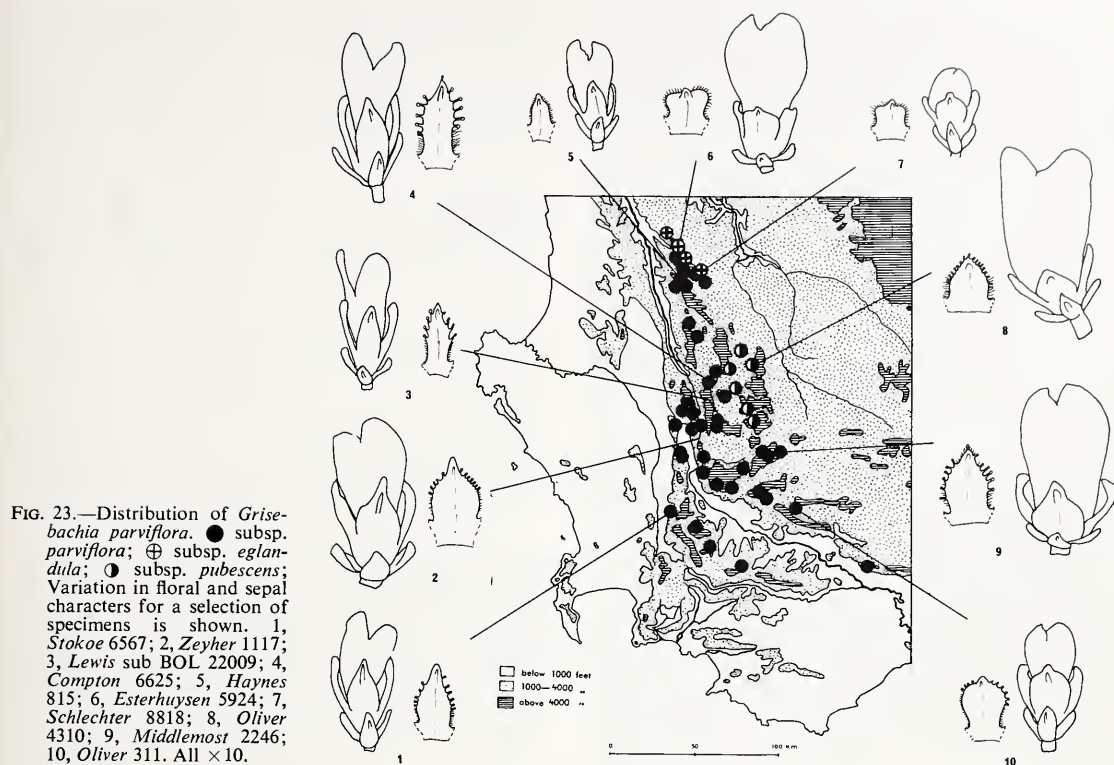 4
5
6
7
8
3
2
9
1
10
below 1000 feet
1000—4000 „
above 4000 „
0 50 100 km
FIG. 23.—Distribution of Grise-
bachia parviflora. ● subsp.
parviflora; ⊕ subsp. eglan-
dula; ◑ subsp. pubescens;
Variation in floral and sepal
characters for a selection of
specimens is shown. 1,
Stokoe 6567; 2, Zeyher 1117;
3, Lewis sub BOL 22009; 4,
Compton 6625; 5, Haynes
815; 6, Esterhuysen 5924; 7,
Schlechter 8818; 8, Oliver
4310; 9, Middlemost 2246;
10, Oliver 311. All × 10.